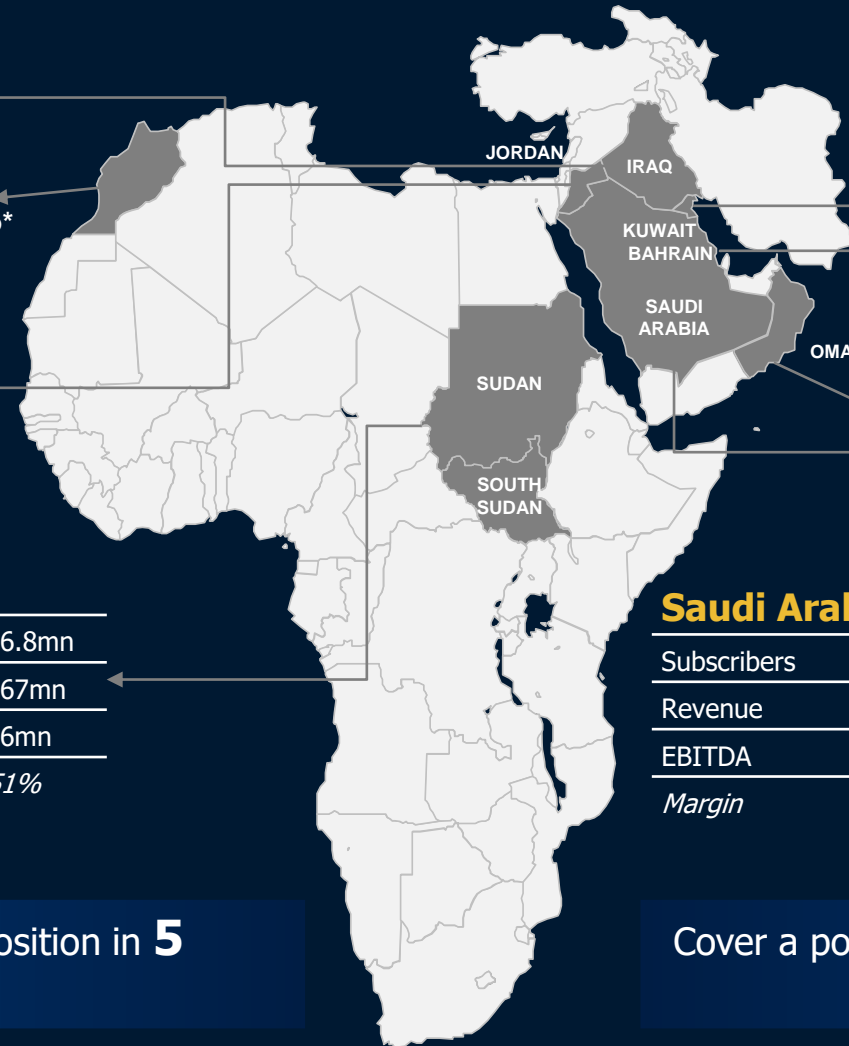 JORDAN
IRAQ
*
KUWAIT
BAHRAIN
SAUDI
ARABIA
OMA
SUDAN
SOUTH
SUDAN
6.8mn
67mn
6mn
51%
Saudi Arab
Subscribers
Revenue
EBITDA
Margin
osition in 5
Cover a po